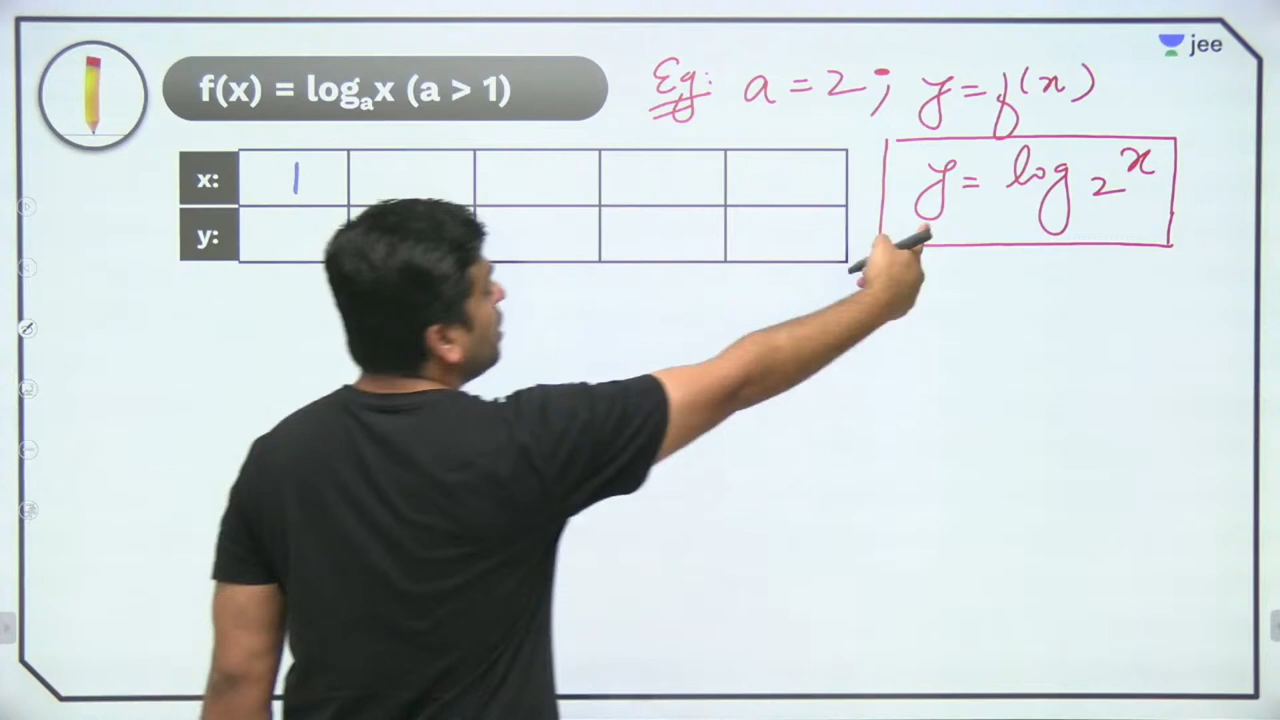 jee
f(x) = logₐx (a > 1)
Eg: a = 2; y = f(x)
y = log₂x
x: 1
y: